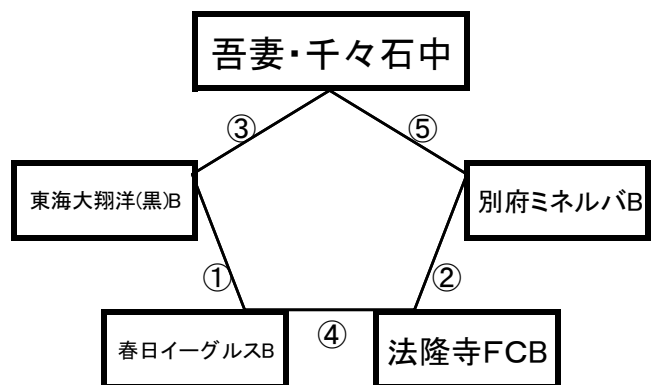 吾妻・千々石中
③
⑤
東海大翔洋(黒)B
別府ミネルバB
①
②
春日イーグルスB
④
法隆寺FCB